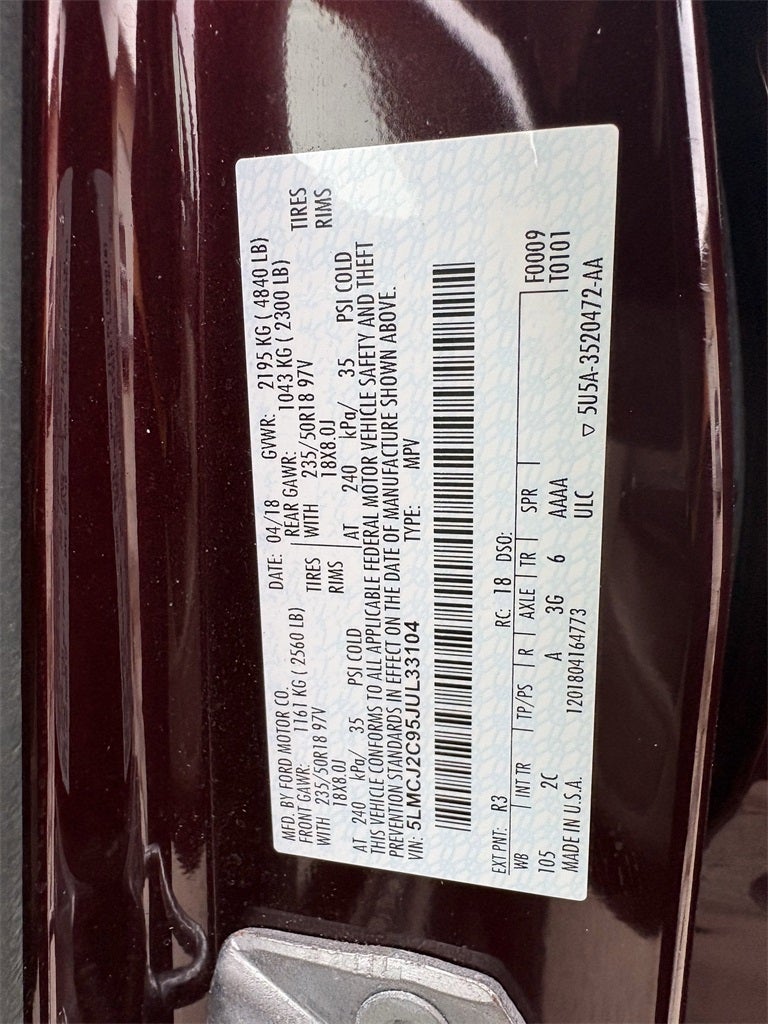 MFD. BY FORD MOTOR CO. DATE: 04/18 GVWR: 2195 KG ( 4840 LB)
FRONT GAWR: 1161 KG ( 2560 LB) REAR GAWR: 1043 KG ( 2300 LB)
WITH 235/50R18 97V TIRES WITH 235/50R18 97V TIRES
18X8.0J RIMS 18X8.0J RIMS
AT 240 kPa/ 35 PSI COLD AT 240 kPa/ 35 PSI COLD
THIS VEHICLE CONFORMS TO ALL APPLICABLE FEDERAL MOTOR VEHICLE SAFETY AND THEFT
PREVENTION STANDARDS IN EFFECT ON THE DATE OF MANUFACTURE SHOWN ABOVE.
VIN: 5LMCJ2C95JUL33104 TYPE: MPV
EXT PNT: R3 RC: 18 DSO: F0009
WB INT TR TP/PS R AXLE TR SPR T0101
105 2C A 3G 6 AAAA
MADE IN U.S.A. 1201804164773 ULC
5U5A-3520472-AA